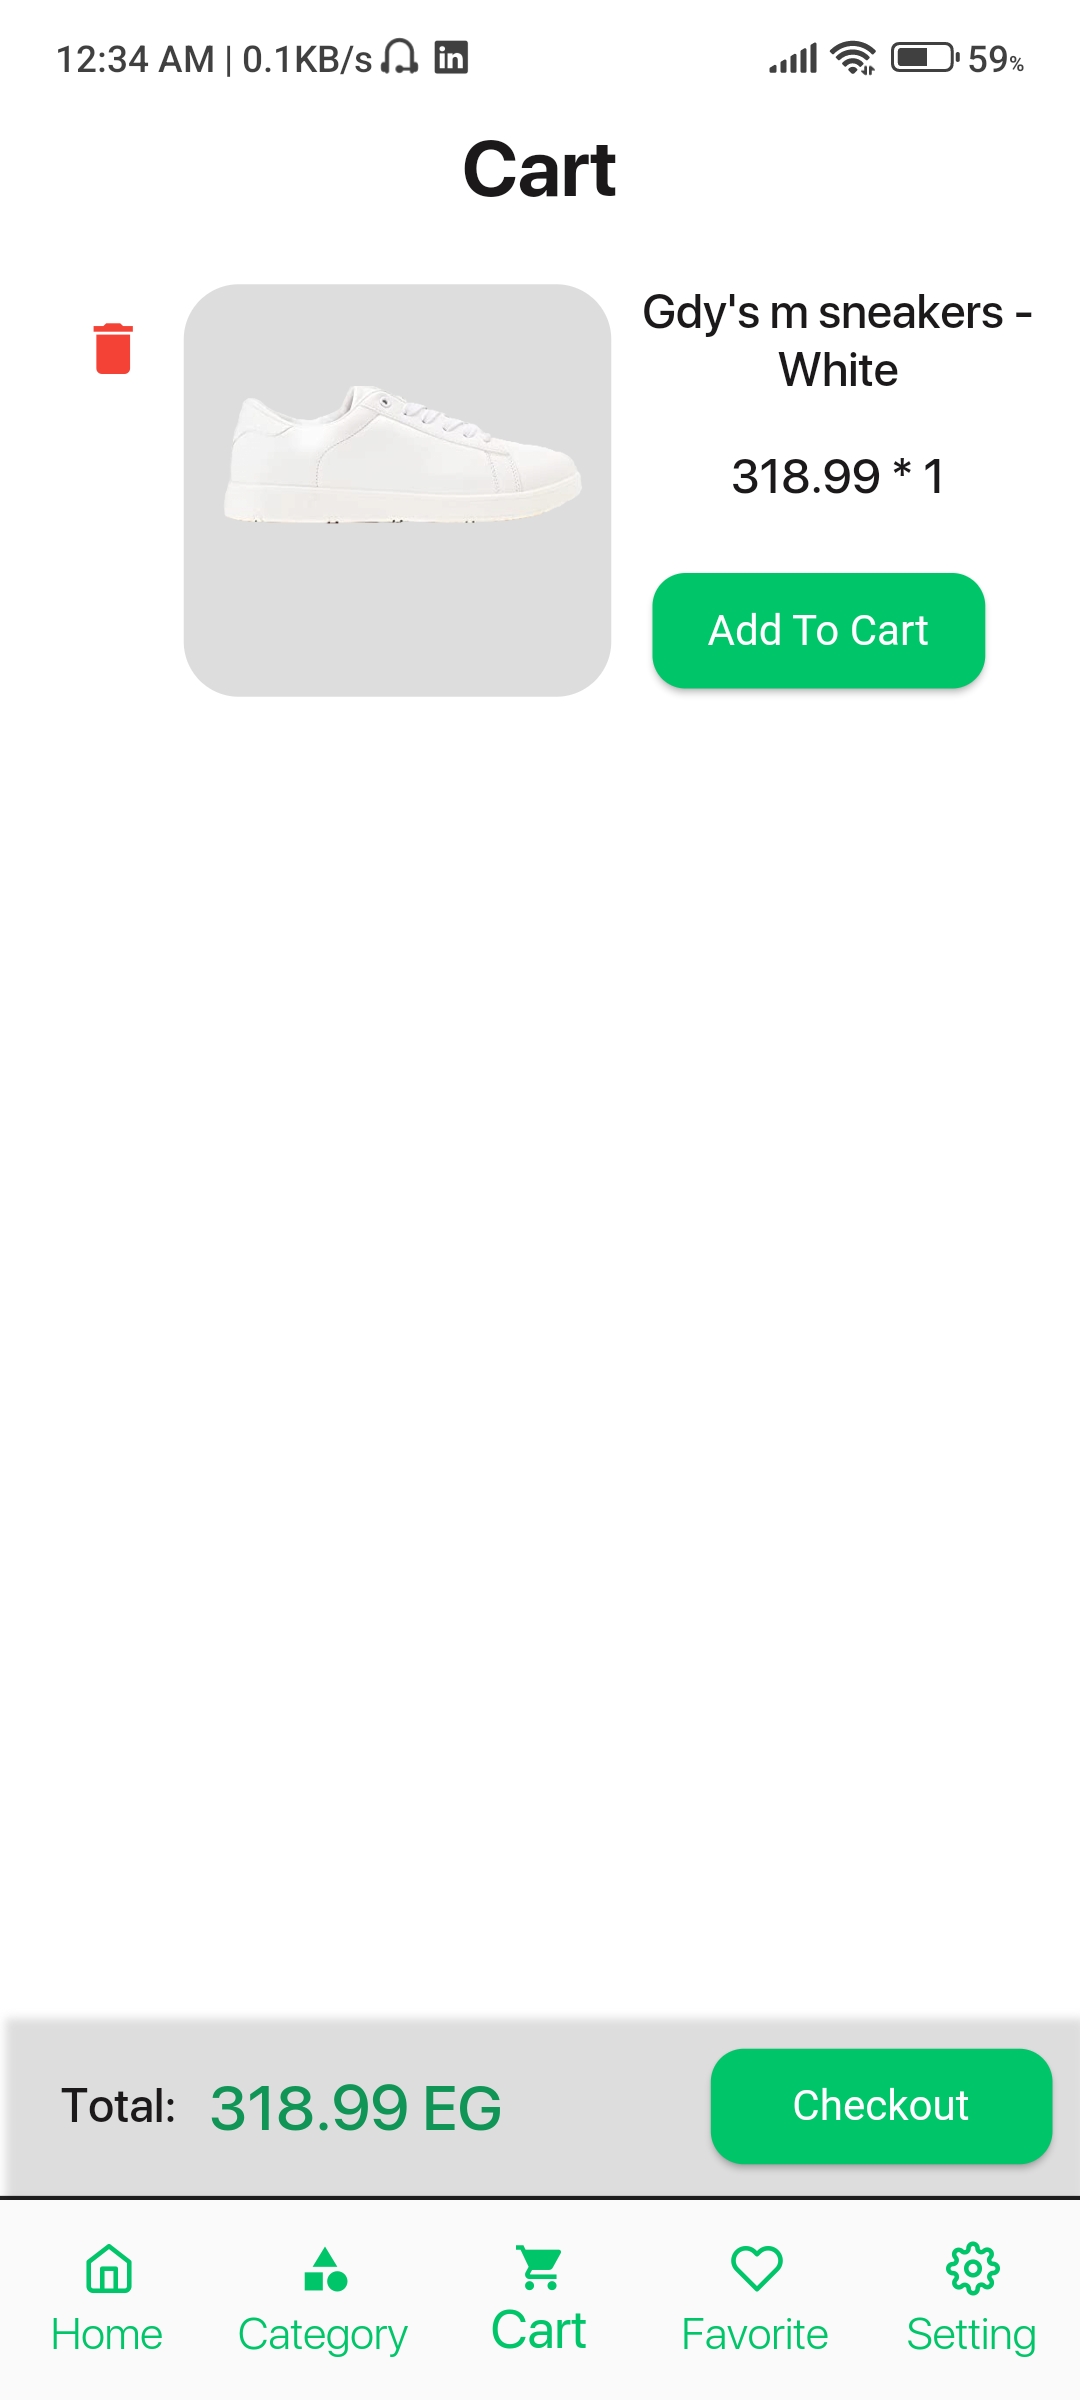 12:34 AM | 0.1KB/s in 59%
Cart
Gdy's m sneakers -
White
318.99 * 1
Add To Cart
Total: 318.99 EG
Checkout
Home Category Cart Favorite Setting